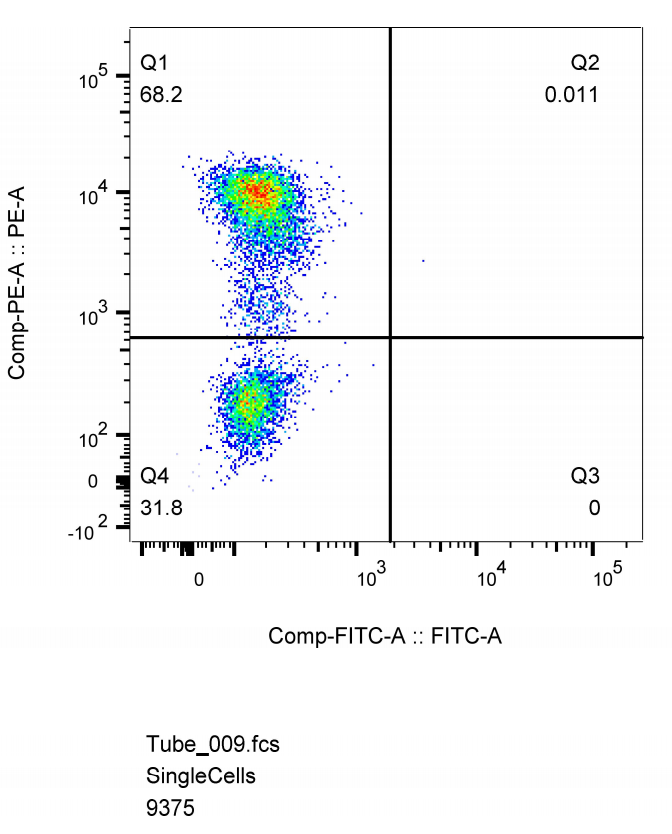 Q1
68.2
Q2
0.011
10^5
10^4
10^3
10^2
0
-10^2
Comp-PE-A :: PE-A
Q4
31.8
Q3
0
0
10^3
10^4
10^5
Comp-FITC-A :: FITC-A
Tube_009.fcs
SingleCells
9375